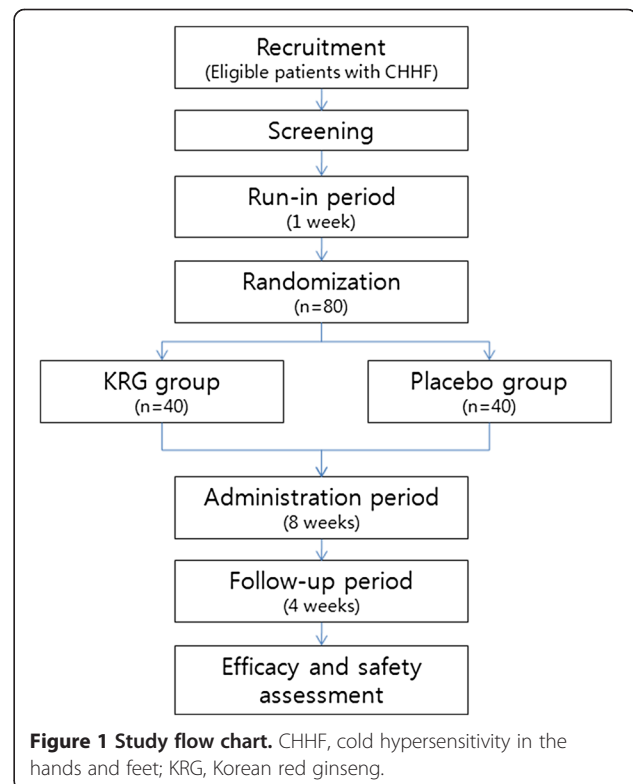 Recruitment
(Eligible patients with CHHF)
Screening
Run-in period
(1 week)
Randomization
(n=80)
KRG group
(n=40)
Placebo group
(n=40)
Administration period
(8 weeks)
Follow-up period
(4 weeks)
Efficacy and safety
assessment
Figure 1 Study flow chart. CHHF, cold hypersensitivity in the
hands and feet; KRG, Korean red ginseng.